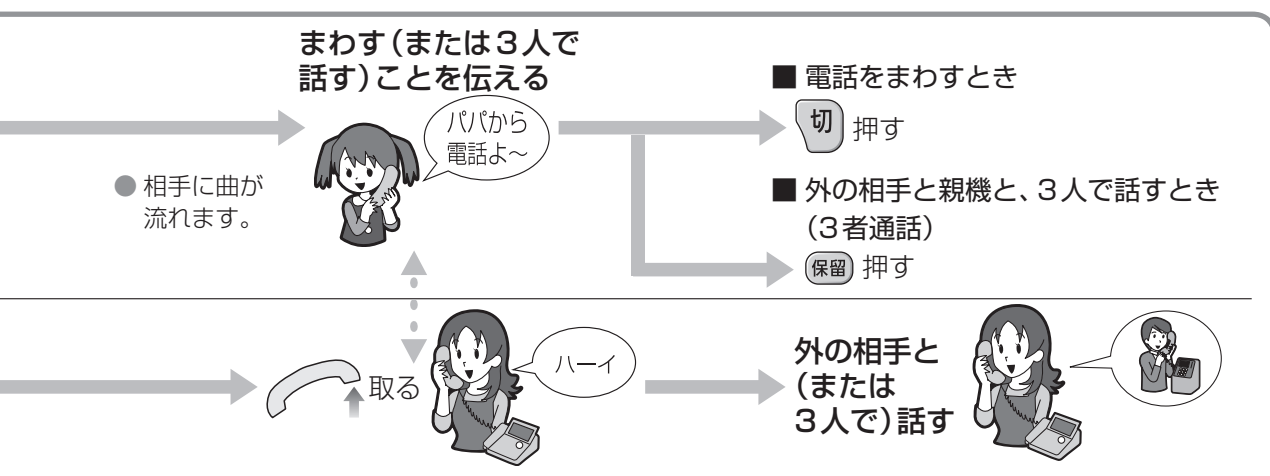 まわす(または3人で
話す)ことを伝える
パパから
電話よ～
● 相手に曲が
流れます。
■ 電話をまわすとき
切 押す
■ 外の相手と親機と、3人で話すとき
(3者通話)
保留 押す
取る
ハーイ
外の相手と
(または
3人で)話す